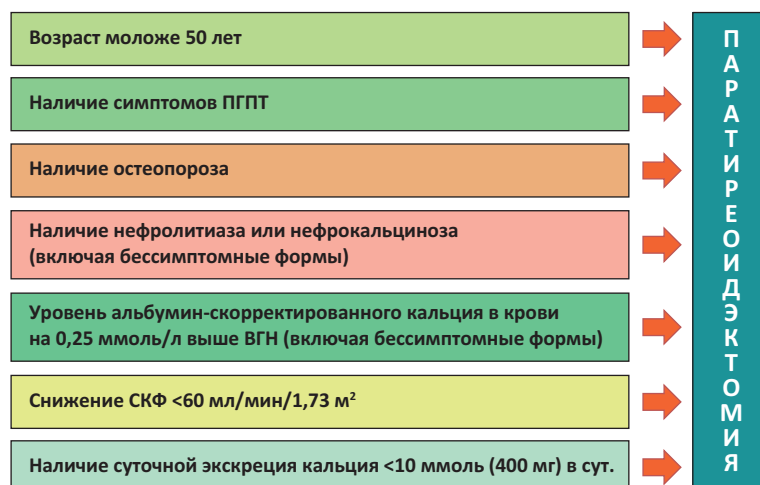 Возраст моложе 50 лет
Наличие симптомов ПГПТ
Наличие остеопороза
Наличие нефролитиаза или нефрокальциноза
(включая бессимптомные формы)
Уровень альбумин-скорректированного кальция в крови
на 0,25 ммоль/л выше ВГН (включая бессимптомные формы)
Снижение СКФ <60 мл/мин/1,73 м²
Наличие суточной экскреция кальция <10 ммоль (400 мг) в сут.
ПАРАТИРЕОИДЭКТОМИЯ